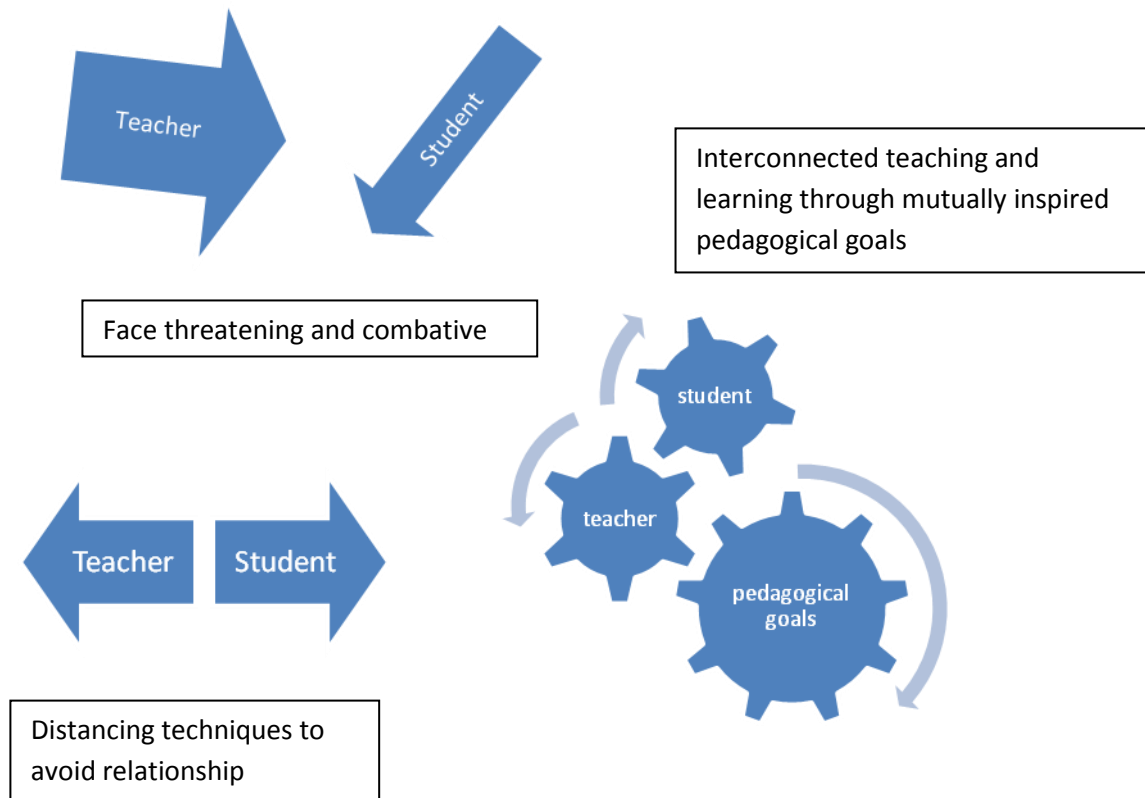 Teacher
Student
Interconnected teaching and
learning through mutually inspired
pedagogical goals
Face threatening and combative
student
teacher
pedagogical
goals
Teacher
Student
Distancing techniques to
avoid relationship